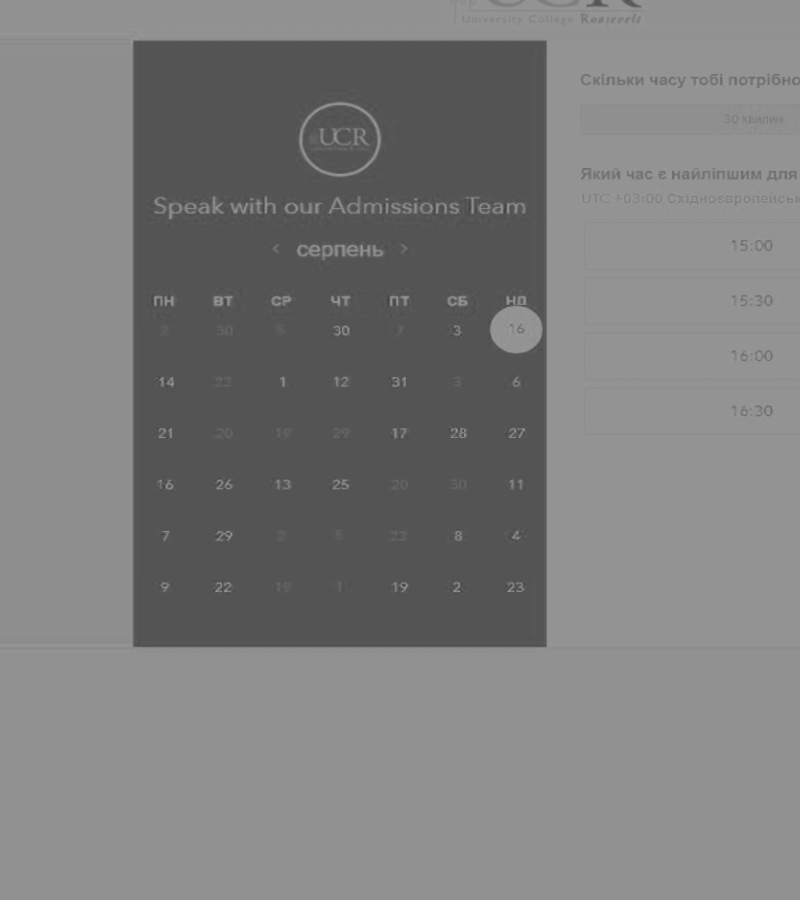 UCR
University College Roosevelt
UCR
Speak with our Admissions Team
< серпень >
ПН ВТ СР ЧТ ПТ СБ НД
2 30 5 30 7 3 16
14 23 1 12 31 3 6
21 20 19 29 17 28 27
16 26 13 25 20 30 11
7 29 2 5 23 8 4
9 22 19 1 19 2 23
Скільки часу тобі потрібно
30 хвилин
Який час є найліпшим для
UTC +03:00 Східноєвропейськ
15:00
15:30
16:00
16:30